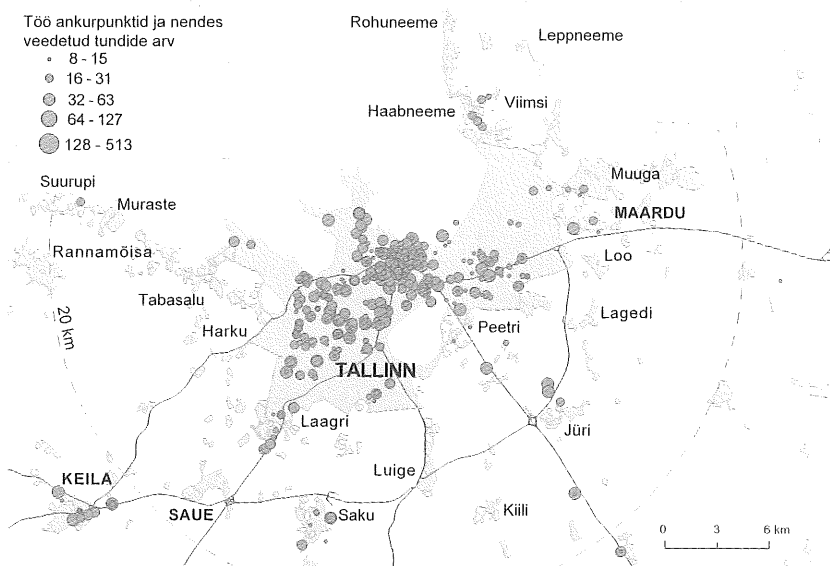 Töö ankurpunktid ja nendes
veedetud tundide arv
8 - 15
16 - 31
32 - 63
64 - 127
128 - 513
Rohuneeme
Leppneeme
Haabneeme
Viimsi
Muuga
Suurupi
Muraste
MAARDU
Rannamõisa
Loo
Tabasalu
20 km
Harku
Peetri
Lagedi
TALLINN
Laagri
Jüri
Luige
KEILA
SAUE
Saku
Kiili
0 3 6 km